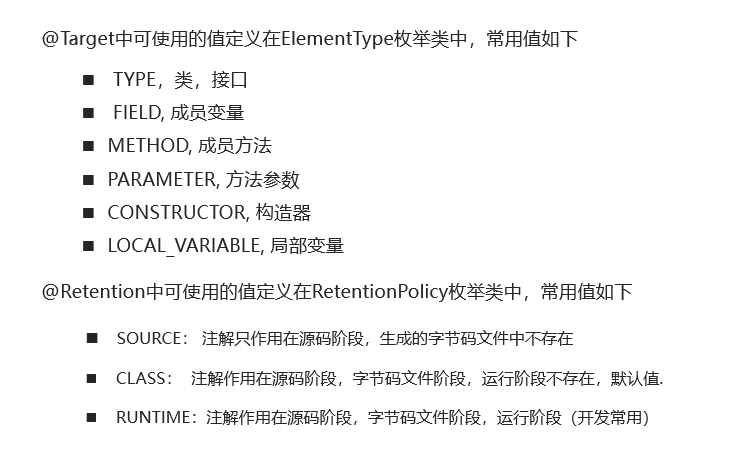 @Target中可使用的值定义在ElementType枚举类中，常用值如下
■ TYPE，类，接口
■ FIELD, 成员变量
■ METHOD, 成员方法
■ PARAMETER, 方法参数
■ CONSTRUCTOR, 构造器
■ LOCAL_VARIABLE, 局部变量
@Retention中可使用的值定义在RetentionPolicy枚举类中，常用值如下
■ SOURCE： 注解只作用在源码阶段，生成的字节码文件中不存在
■ CLASS： 注解作用在源码阶段，字节码文件阶段，运行阶段不存在，默认值.
■ RUNTIME：注解作用在源码阶段，字节码文件阶段，运行阶段（开发常用）